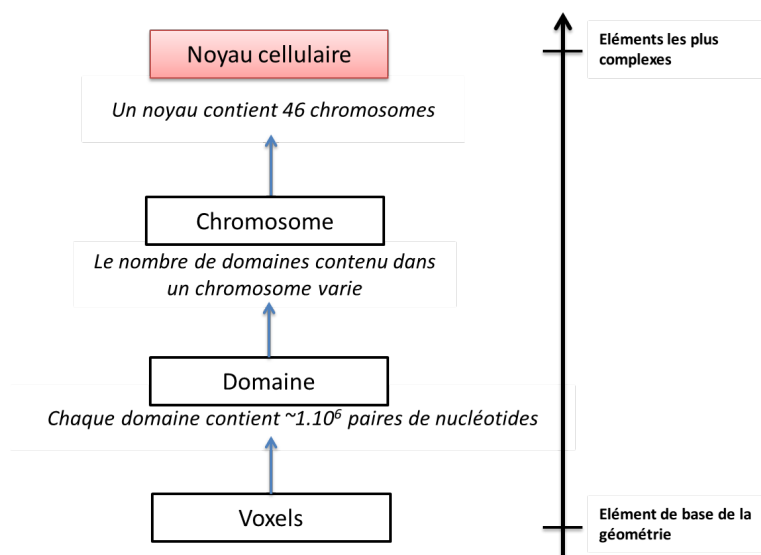 Noyau cellulaire
Un noyau contient 46 chromosomes
Chromosome
Le nombre de domaines contenu dans
un chromosome varie
Domaine
Chaque domaine contient ~1.10⁶ paires de nucléotides
Voxels
Eléments les plus
complexes
Elément de base de la
géométrie